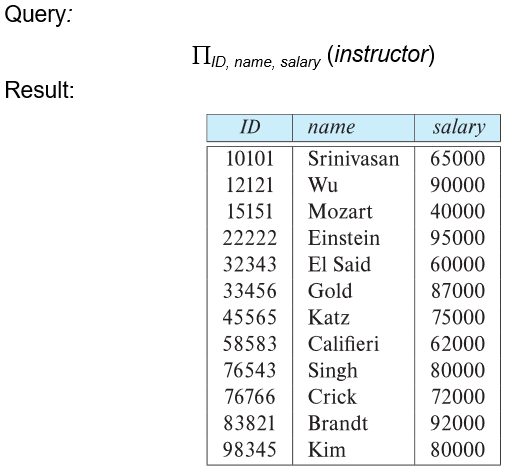 Query:
∏ID, name, salary (instructor)
Result:
ID name salary
10101 Srinivasan 65000
12121 Wu 90000
15151 Mozart 40000
22222 Einstein 95000
32343 El Said 60000
33456 Gold 87000
45565 Katz 75000
58583 Califieri 62000
76543 Singh 80000
76766 Crick 72000
83821 Brandt 92000
98345 Kim 80000